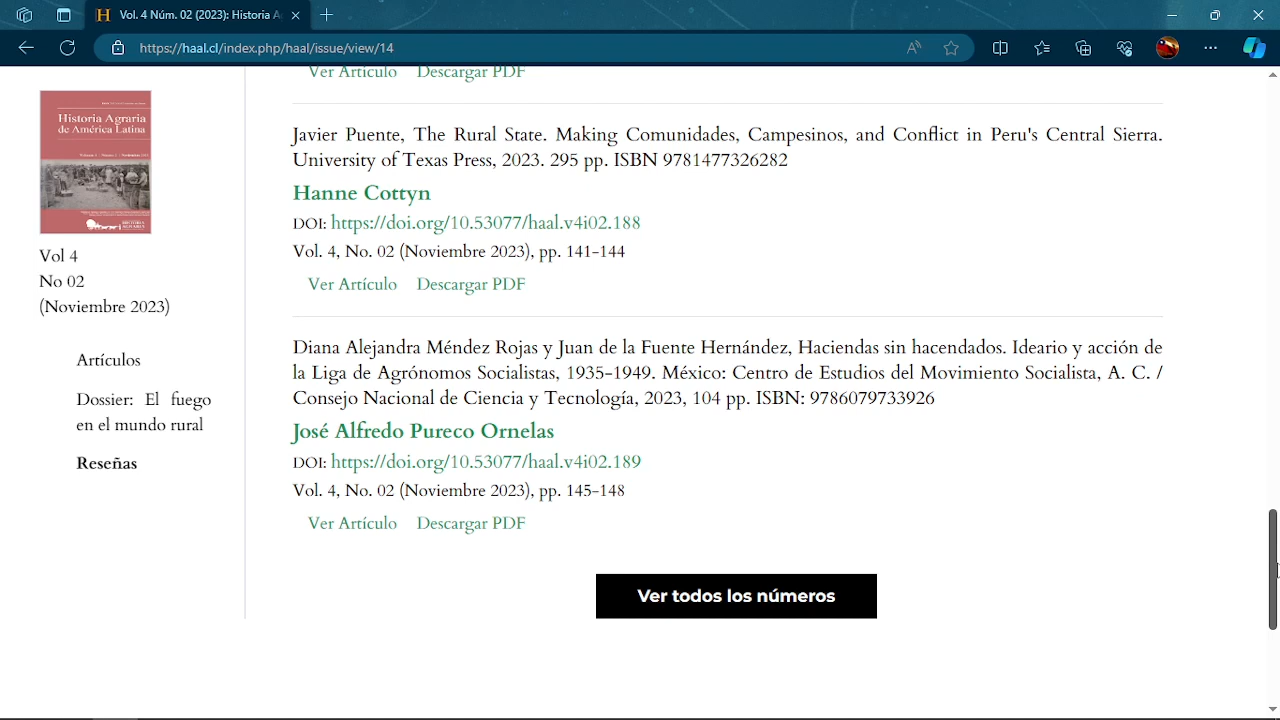 Vol. 4 Núm. 02 (2023): Historia A
https://haal.cl/index.php/haal/issue/view/14
Ver Artículo Descargar PDF
Historia Agraria
de América Latina
Vol 4
No 02
(Noviembre 2023)
Artículos
Dossier: El fuego
en el mundo rural
Reseñas
Javier Puente, The Rural State. Making Comunidades, Campesinos, and Conflict in Peru's Central Sierra.
University of Texas Press, 2023. 295 pp. ISBN 9781477326282
Hanne Cottyn
DOI: https://doi.org/10.53077/haal.v4i02.188
Vol. 4, No. 02 (Noviembre 2023), pp. 141-144
Ver Artículo Descargar PDF
Diana Alejandra Méndez Rojas y Juan de la Fuente Hernández, Haciendas sin hacendados. Ideario y acción de
la Liga de Agrónomos Socialistas, 1935-1949. México: Centro de Estudios del Movimiento Socialista, A. C. /
Consejo Nacional de Ciencia y Tecnología, 2023, 104 pp. ISBN: 9786079733926
José Alfredo Pureco Ornelas
DOI: https://doi.org/10.53077/haal.v4i02.189
Vol. 4, No. 02 (Noviembre 2023), pp. 145-148
Ver Artículo Descargar PDF
Ver todos los números